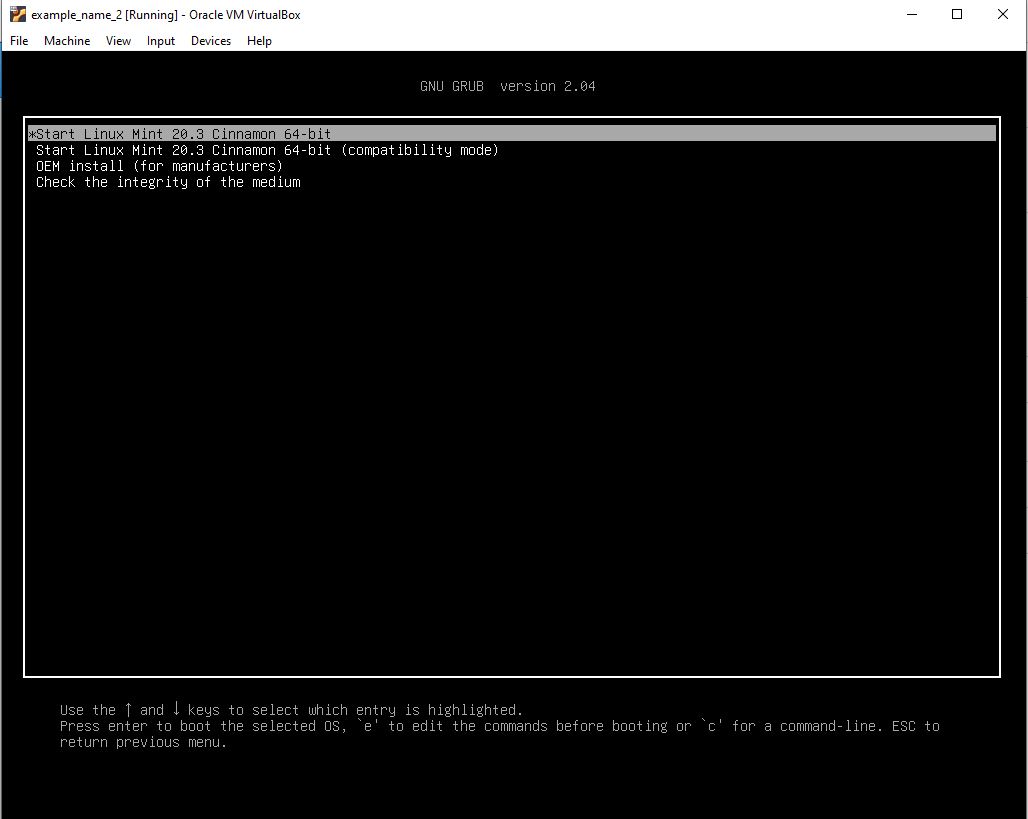 example_name_2 [Running] - Oracle VM VirtualBox
File Machine View Input Devices Help
GNU GRUB version 2.04
*Start Linux Mint 20.3 Cinnamon 64-bit
Start Linux Mint 20.3 Cinnamon 64-bit (compatibility mode)
OEM install (for manufacturers)
Check the integrity of the medium
Use the ↑ and ↓ keys to select which entry is highlighted.
Press enter to boot the selected OS, `e' to edit the commands before booting or `c' for a command-line. ESC to
return previous menu.